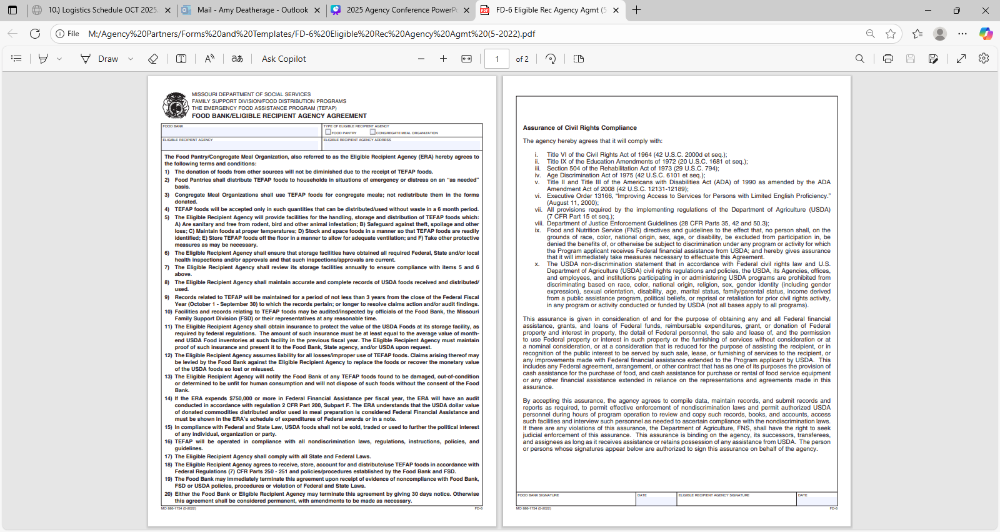 10.) Logistics Schedule OCT 2025.
Mail - Amy Deatherage - Outlook
2025 Agency Conference PowerPo
FD-6 Eligible Rec Agency Agmt (5
File
M:/Agency%20Partners/Forms%20and%20Templates/FD-6%20Eligible%20Rec%20Agency%20Agmt%20(5-2022).pdf
Draw
Ask Copilot
1 of 2
MISSOURI DEPARTMENT OF SOCIAL SERVICES
FAMILY SUPPORT DIVISION/FOOD DISTRIBUTION PROGRAMS
THE EMERGENCY FOOD ASSISTANCE PROGRAM (TEFAP)
FOOD BANK/ELIGIBLE RECIPIENT AGENCY AGREEMENT
FOOD BANK
TYPE OF ELIGIBLE RECIPIENT AGENCY
FOOD PANTRY
CONGREGATE MEAL ORGANIZATION
ELIGIBLE RECIPIENT AGENCY
ELIGIBLE RECIPIENT AGENCY ADDRESS
The Food Pantry/Congregate Meal Organization, also referred to as the Eligible Recipient Agency (ERA) hereby agrees to
the following terms and conditions:
1) The donation of foods from other sources will not be diminished due to the receipt of TEFAP foods.
2) Food Pantries shall distribute TEFAP foods to households in situations of emergency or distress on an “as needed”
basis.
3) Congregate Meal Organizations shall use TEFAP foods for congregate meals; not redistribute them in the forms
donated.
4) TEFAP foods will be accepted only in such quantities that can be distributed/used without waste in a 6 month period.
5) The Eligible Recipient Agency will provide facilities for the handling, storage and distribution of TEFAP foods which:
A) Are sanitary and free from rodent, bird and other animal infestation; B) Safeguard against theft, spoilage and other
loss; C) Maintain foods at proper temperatures; D) Stock and space foods in a manner so that TEFAP foods are readily
identified; E) Store TEFAP foods off the floor in a manner to allow for adequate ventilation; and F) Take other protective
measures as may be necessary.
6) The Eligible Recipient Agency shall ensure that storage facilities have obtained all required Federal, State and/or local
health inspections and/or approvals and that such inspections/approvals are current.
7) The Eligible Recipient Agency shall review its storage facilities annually to ensure compliance with items 5 and 6
above.
8) The Eligible Recipient Agency shall maintain accurate and complete records of USDA foods received and distributed/
used.
9) Records related to TEFAP will be maintained for a period of not less than 3 years from the close of the Federal Fiscal
Year (October 1 - September 30) to which the records pertain; or longer to resolve claims action and/or audit findings.
10) Facilities and records relating to TEFAP foods may be audited/inspected by officials of the Food Bank, the Missouri
Family Support Division (FSD) or their representatives at any reasonable time.
11) The Eligible Recipient Agency shall obtain insurance to protect the value of the USDA Foods at its storage facility, as
required by federal regulations. The amount of such insurance must be at least equal to the average value of month-
end USDA Food inventories at such facility in the previous fiscal year. The Eligible Recipient Agency must maintain
proof of such insurance and present it to the Food Bank, State agency, and/or USDA upon request.
12) The Eligible Recipient Agency assumes liability for all losses/improper use of TEFAP foods. Claims arising thereof may
be levied by the Food Bank against the Eligible Recipient Agency to replace the foods or recover the monetary value
of the USDA foods so lost or misused.
13) The Eligible Recipient Agency will notify the Food Bank of any TEFAP foods found to be damaged, out-of-condition
or determined to be unfit for human consumption and will not dispose of such foods without the consent of the Food
Bank.
14) If the ERA expends $750,000 or more in Federal Financial Assistance per fiscal year, the ERA will have an audit
conducted in accordance with regulation 2 CFR Part 200, Subpart F. The ERA understands that the USDA dollar value
of donated commodities distributed and/or used in meal preparation is considered Federal Financial Assistance and
must be shown in the ERA's schedule of expenditures of Federal awards or in a note.
15) In compliance with Federal and State Law, USDA foods shall not be sold, traded or used to further the political interest
of any individual, organization or party.
16) TEFAP will be operated in compliance with all nondiscrimination laws, regulations, instructions, policies, and
guidelines.
17) The Eligible Recipient Agency shall comply with all State and Federal Laws.
18) The Eligible Recipient Agency agrees to receive, store, account for and distribute/use TEFAP foods in accordance with
Federal Regulations (7) CFR Parts 250 - 251 and policies/procedures established by the Food Bank and FSD.
19) The Food Bank may immediately terminate this agreement upon receipt of evidence of noncompliance with Food Bank,
FSD or USDA policies, procedures or violation of Federal and State Laws.
20) Either the Food Bank or Eligible Recipient Agency may terminate this agreement by giving 30 days notice. Otherwise
this agreement shall be considered permanent, with amendments to be made as necessary.
MO 886-1754 (5-2022)
FD-6
Assurance of Civil Rights Compliance
The agency hereby agrees that it will comply with:
i. Title VI of the Civil Rights Act of 1964 (42 U.S.C. 2000d et seq.);
ii. Title IX of the Education Amendments of 1972 (20 U.S.C. 1681 et seq.);
iii. Section 504 of the Rehabilitation Act of 1973 (29 U.S.C. 794);
iv. Age Discrimination Act of 1975 (42 U.S.C. 6101 et seq.);
v. Title II and Title III of the Americans with Disabilities Act (ADA) of 1990 as amended by the ADA
Amendment Act of 2008 (42 U.S.C. 12131-12189);
vi. Executive Order 13166, “Improving Access to Services for Persons with Limited English Proficiency.”
(August 11, 2000);
vii. All provisions required by the implementing regulations of the Department of Agriculture (USDA)
(7 CFR Part 15 et seq.);
viii. Department of Justice Enforcement Guidelines (28 CFR Parts 35, 42 and 50.3);
ix. Food and Nutrition Service (FNS) directives and guidelines to the effect that, no person shall, on the
grounds of race, color, national origin, sex, age, or disability, be excluded from participation in, be
denied the benefits of, or otherwise be subject to discrimination under any program or activity for which
the Program applicant receives Federal financial assistance from USDA; and hereby gives assurance
that it will immediately take measures necessary to effectuate this Agreement.
x. The USDA non-discrimination statement that in accordance with Federal civil rights law and U.S.
Department of Agriculture (USDA) civil rights regulations and policies, the USDA, its Agencies, offices,
and employees, and institutions participating in or administering USDA programs are prohibited from
discriminating based on race, color, national origin, religion, sex, gender identity (including gender
expression), sexual orientation, disability, age, marital status, family/parental status, income derived
from a public assistance program, political beliefs, or reprisal or retaliation for prior civil rights activity,
in any program or activity conducted or funded by USDA (not all bases apply to all programs).
This assurance is given in consideration of and for the purpose of obtaining any and all Federal financial
assistance, grants, and loans of Federal funds, reimbursable expenditures, grant, or donation of Federal
property and interest in property, the detail of Federal personnel, the sale and lease of, and the permission
to use Federal property or interest in such property or the furnishing of services without consideration or at
a nominal consideration, or at a consideration that is reduced for the purpose of assisting the recipient, or in
recognition of the public interest to be served by such sale, lease, or furnishing of services to the recipient, or
any improvements made with Federal financial assistance extended to the Program applicant by USDA. This
includes any Federal agreement, arrangement, or other contract that has as one of its purposes the provision of
cash assistance for the purchase of food, and cash assistance for purchase or rental of food service equipment
or any other financial assistance extended in reliance on the representations and agreements made in this
assurance.
By accepting this assurance, the agency agrees to compile data, maintain records, and submit records and
reports as required, to permit effective enforcement of nondiscrimination laws and permit authorized USDA
personnel during hours of program operation to review and copy such records, books, and accounts, access
such facilities and interview such personnel as needed to ascertain compliance with the nondiscrimination laws.
If there are any violations of this assurance, the Department of Agriculture, FNS, shall have the right to seek
judicial enforcement of this assurance. This assurance is binding on the agency, its successors, transferees,
and assignees as long as it receives assistance or retains possession of any assistance from USDA. The person
or persons whose signatures appear below are authorized to sign this assurance on behalf of the agency.
FOOD BANK SIGNATURE
DATE
ELIGIBLE RECIPIENT AGENCY SIGNATURE
DATE
MO 886-1754 (5-2022)
FD-6